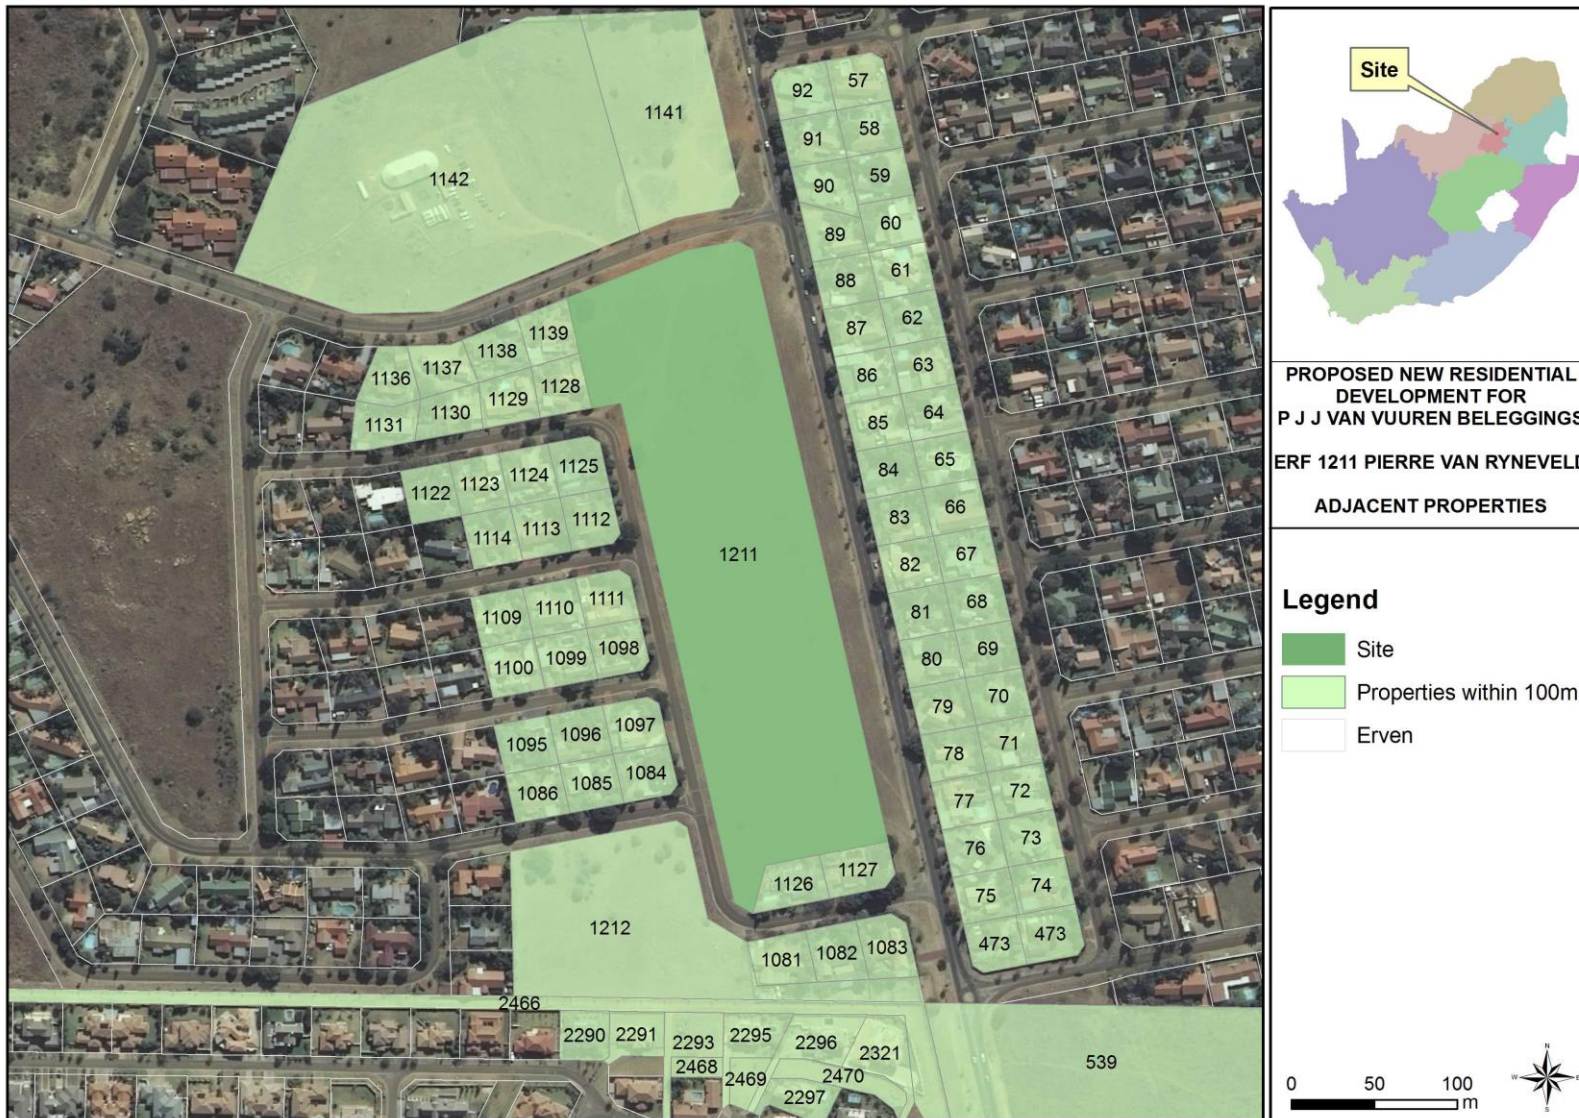 Site
PROPOSED NEW RESIDENTIAL
DEVELOPMENT FOR
P J J VAN VUUREN BELEGGINGS
ERF 1211 PIERRE VAN RYNEVELD
ADJACENT PROPERTIES
Legend
Site
Properties within 100m
Erven
0 50 100
m
N
W E
S
1141
1142
92 57
91 58
90 59
89 60
88 61
87 62
86 63
85 64
84 65
83 66
82 67
81 68
80 69
79 70
78 71
77 72
76 73
75 74
473 473
1136 1137 1138 1139
1131 1130 1129 1128
1122 1123 1124 1125
1114 1113 1112
1211
1109 1110 1111
1100 1099 1098
1095 1096 1097
1086 1085 1084
1126 1127
1212
1081 1082 1083
2466
2290 2291 2293 2295 2296 2321
2468 2469 2470
2297
539